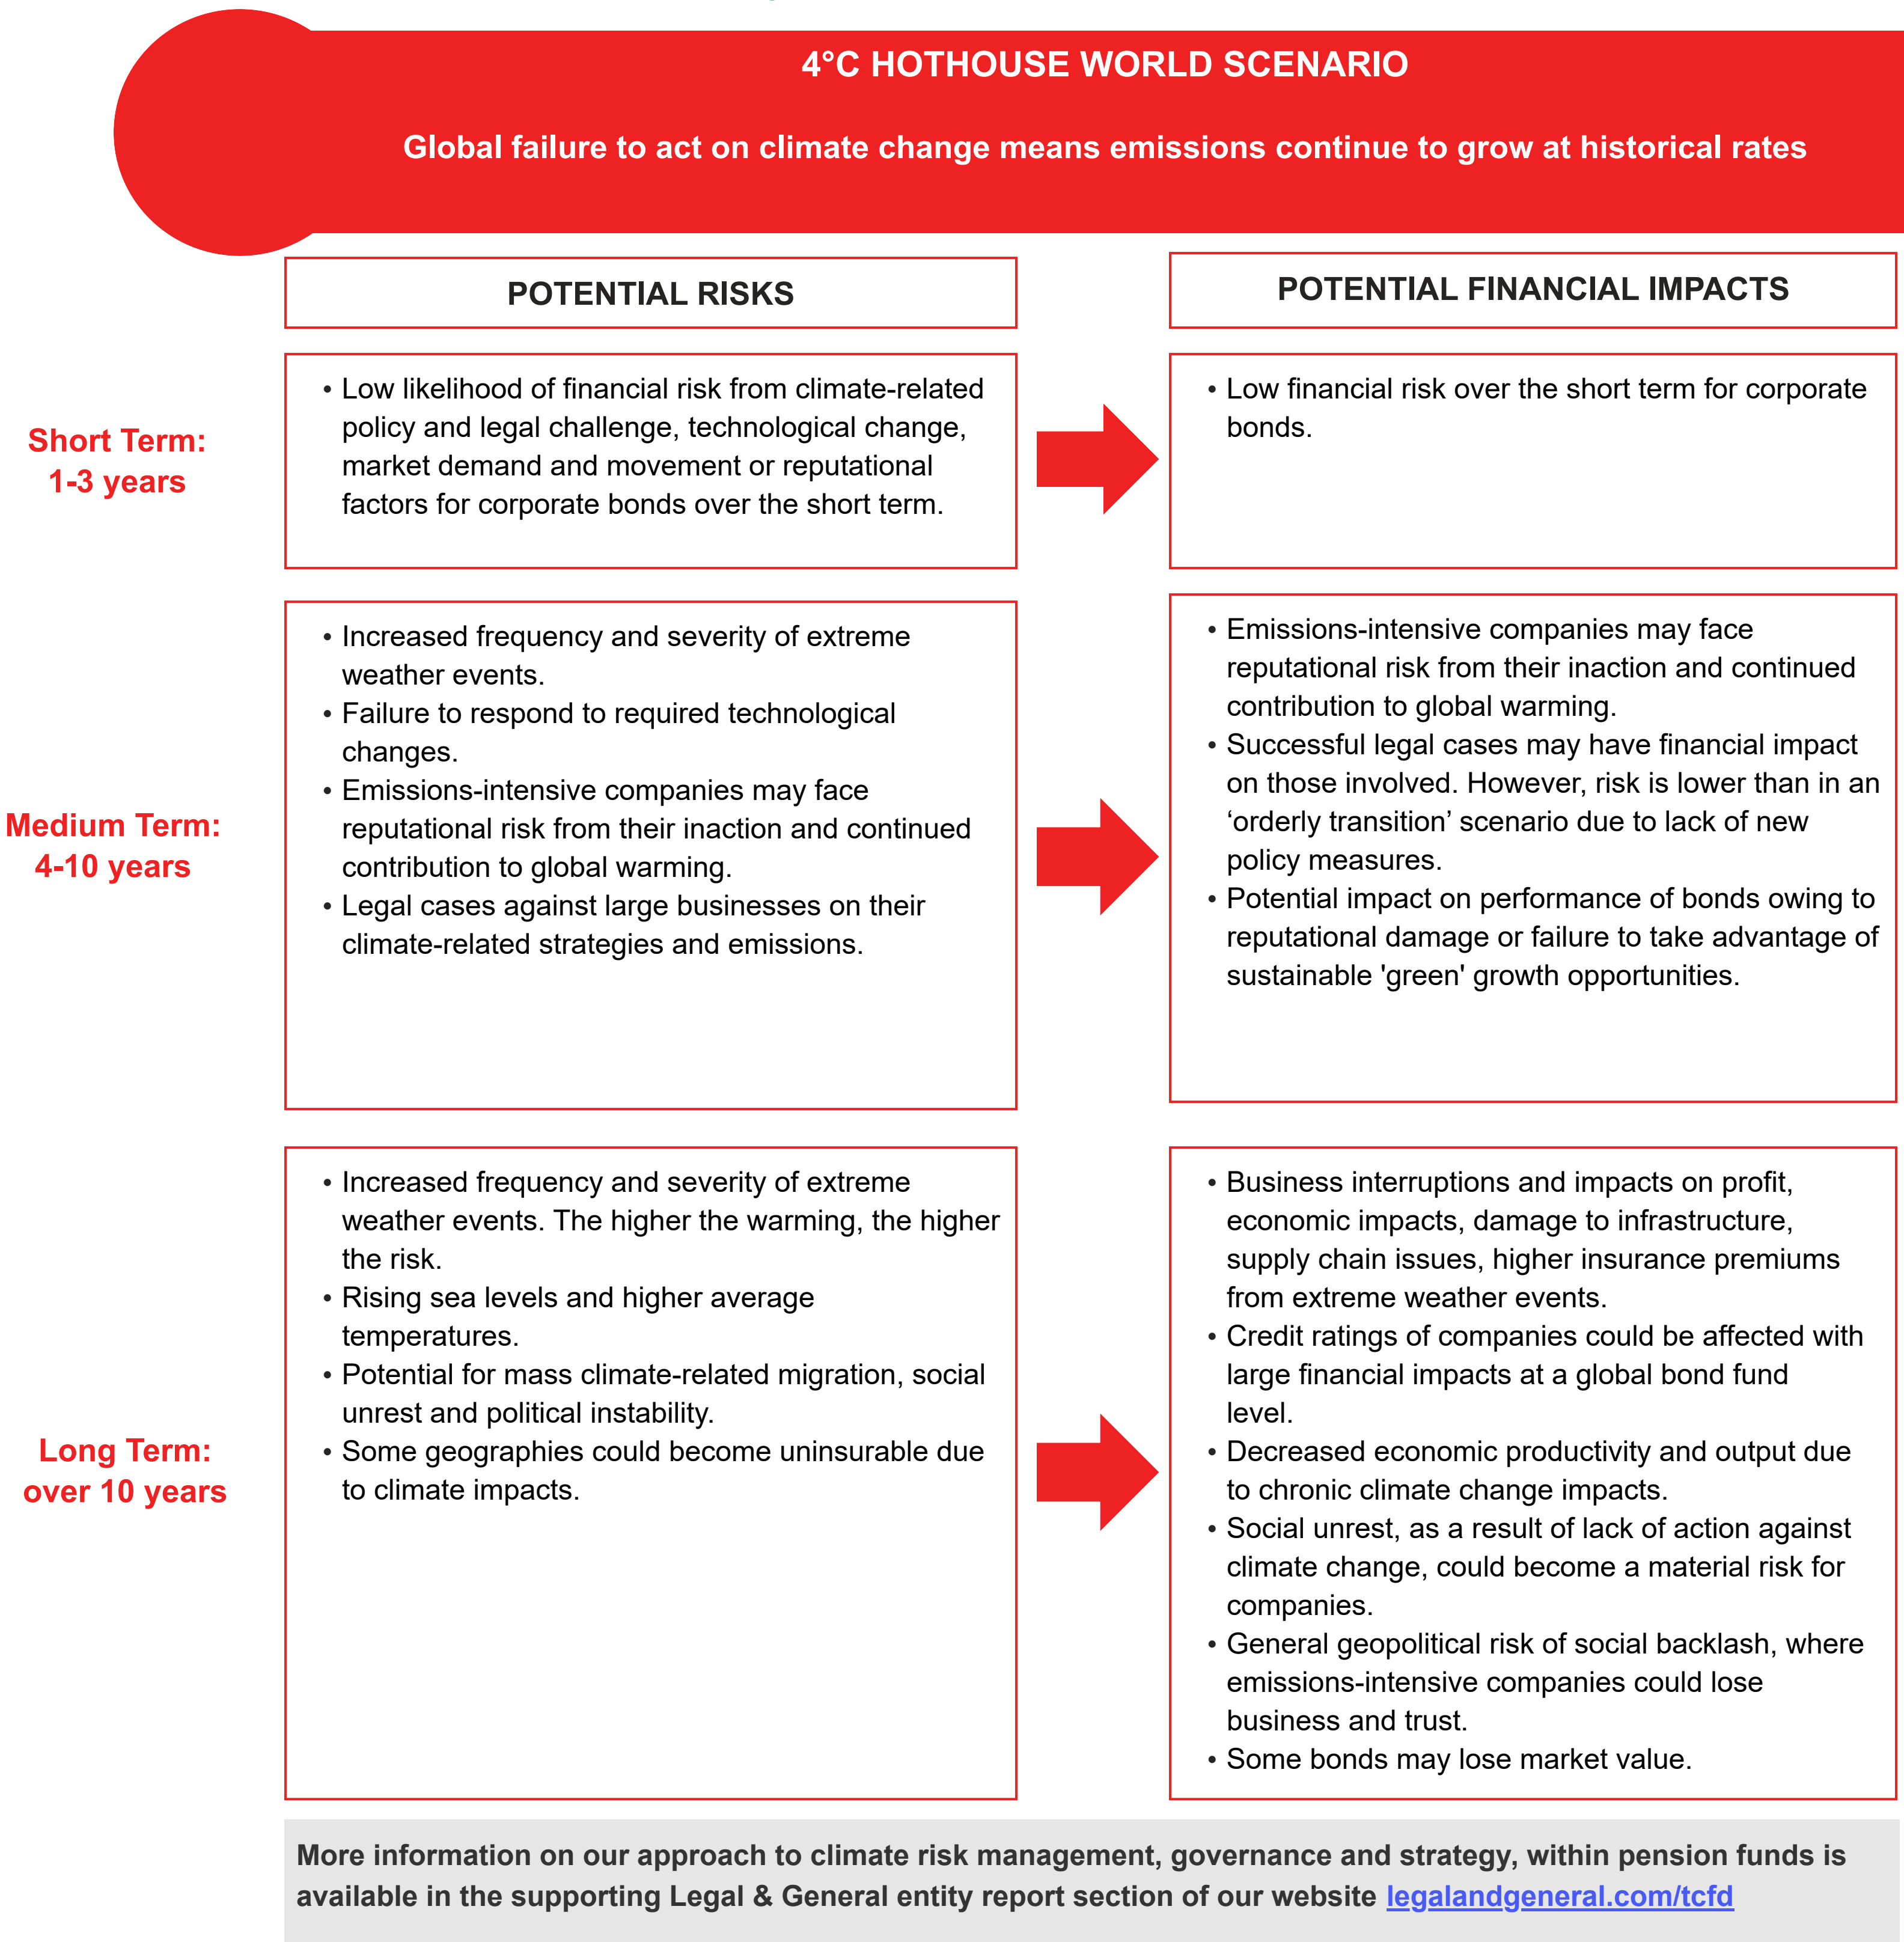 4°C HOTHOUSE WORLD SCENARIO
Global failure to act on climate change means emissions continue to grow at historical rates
POTENTIAL RISKS
POTENTIAL FINANCIAL IMPACTS
Short Term:
1-3 years
• Low likelihood of financial risk from climate-related
policy and legal challenge, technological change,
market demand and movement or reputational
factors for corporate bonds over the short term.
• Low financial risk over the short term for corporate
bonds.
Medium Term:
4-10 years
• Increased frequency and severity of extreme
weather events.
• Failure to respond to required technological
changes.
• Emissions-intensive companies may face
reputational risk from their inaction and continued
contribution to global warming.
• Legal cases against large businesses on their
climate-related strategies and emissions.
• Emissions-intensive companies may face
reputational risk from their inaction and continued
contribution to global warming.
• Successful legal cases may have financial impact
on those involved. However, risk is lower than in an
‘orderly transition’ scenario due to lack of new
policy measures.
• Potential impact on performance of bonds owing to
reputational damage or failure to take advantage of
sustainable 'green' growth opportunities.
Long Term:
over 10 years
• Increased frequency and severity of extreme
weather events. The higher the warming, the higher
the risk.
• Rising sea levels and higher average
temperatures.
• Potential for mass climate-related migration, social
unrest and political instability.
• Some geographies could become uninsurable due
to climate impacts.
• Business interruptions and impacts on profit,
economic impacts, damage to infrastructure,
supply chain issues, higher insurance premiums
from extreme weather events.
• Credit ratings of companies could be affected with
large financial impacts at a global bond fund
level.
• Decreased economic productivity and output due
to chronic climate change impacts.
• Social unrest, as a result of lack of action against
climate change, could become a material risk for
companies.
• General geopolitical risk of social backlash, where
emissions-intensive companies could lose
business and trust.
• Some bonds may lose market value.
More information on our approach to climate risk management, governance and strategy, within pension funds is
available in the supporting Legal & General entity report section of our website legalandgeneral.com/tcfd